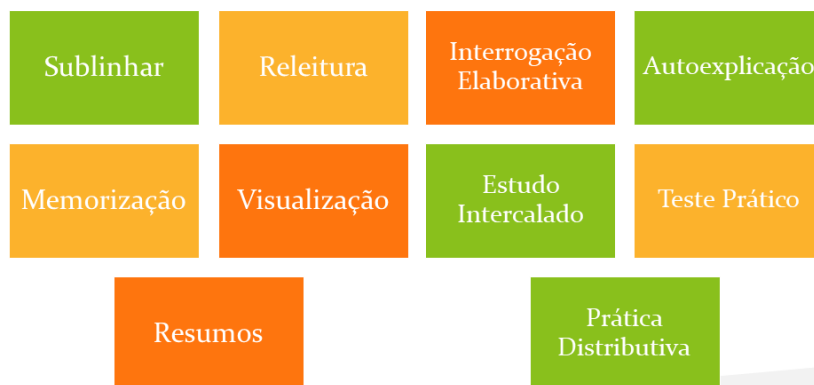 Sublinhar
Releitura
Interrogação
Elaborativa
Autoexplicação
Memorização
Visualização
Estudo
Intercalado
Teste Prático
Resumos
Prática
Distributiva